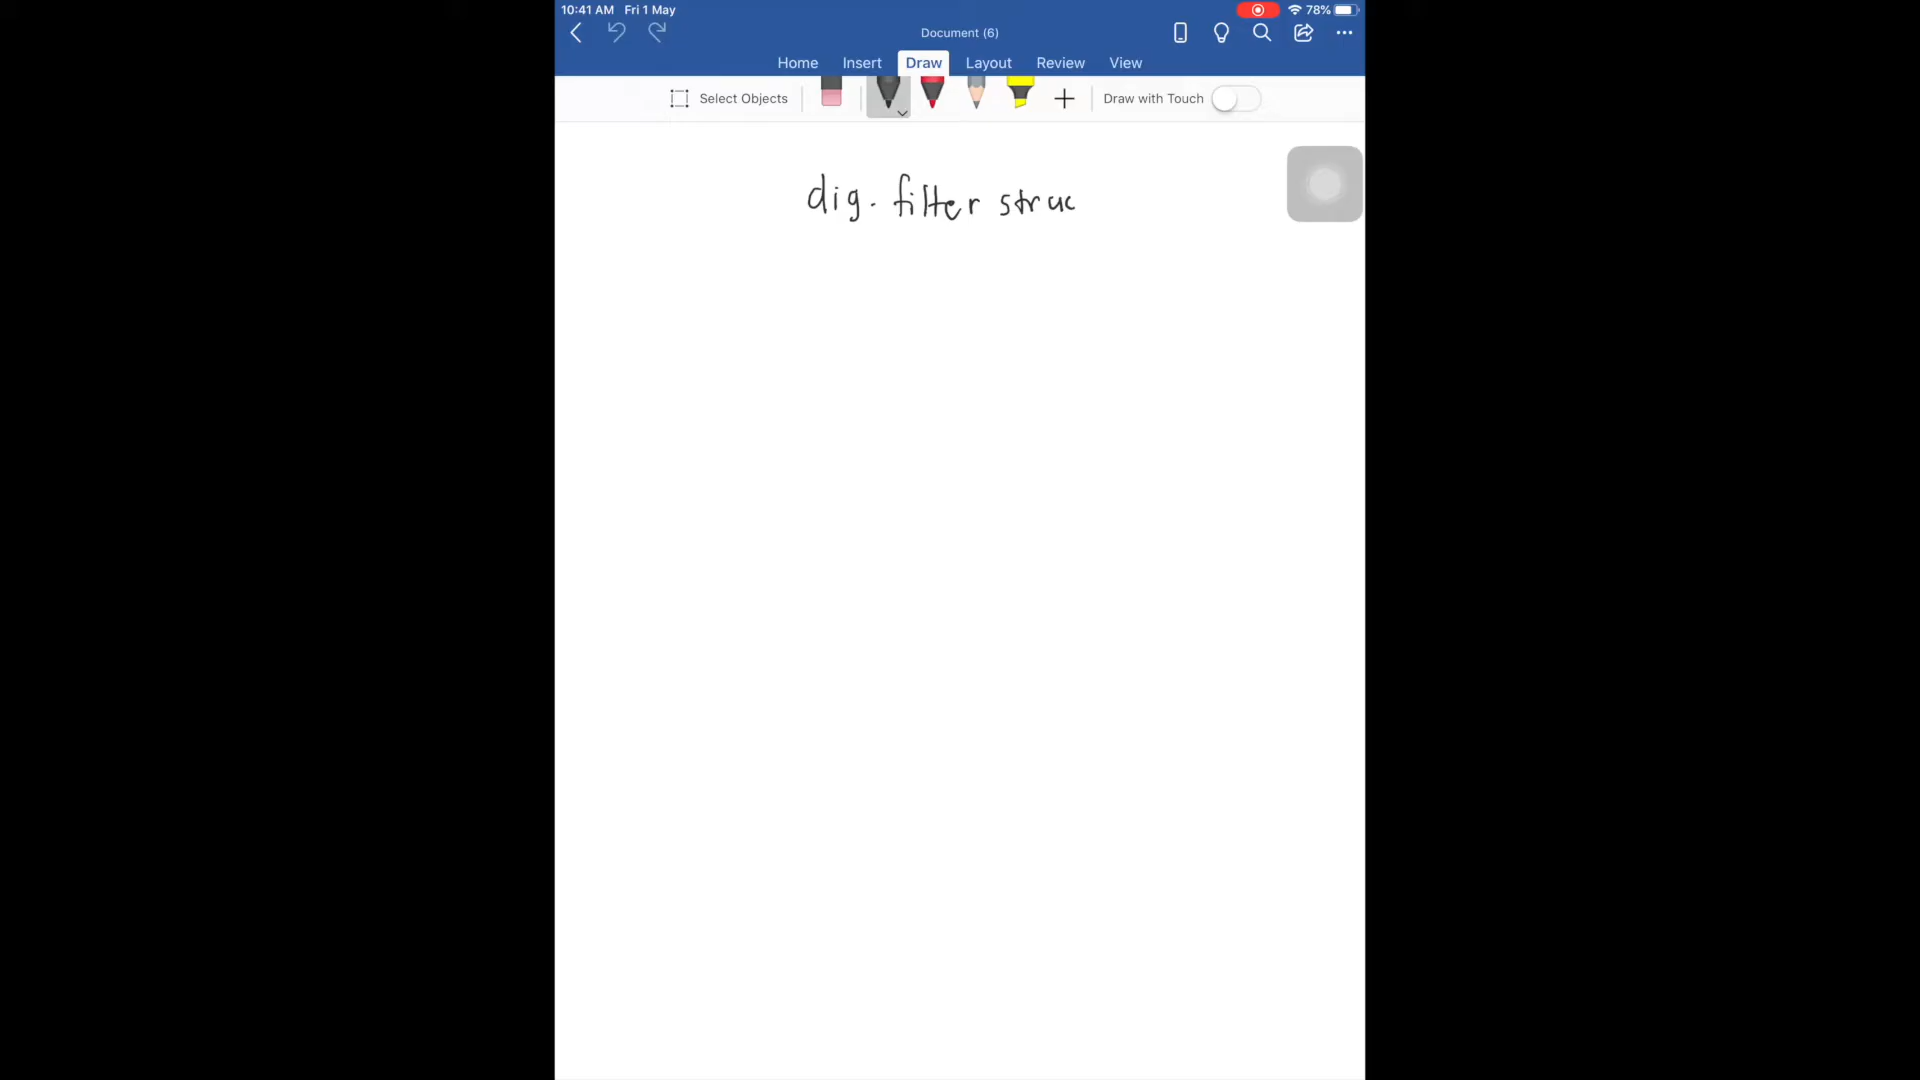 10:41 AM Fri 1 May 78%
Document (6)
Home Insert Draw Layout Review View
Select Objects Draw with Touch
dig. filter struc